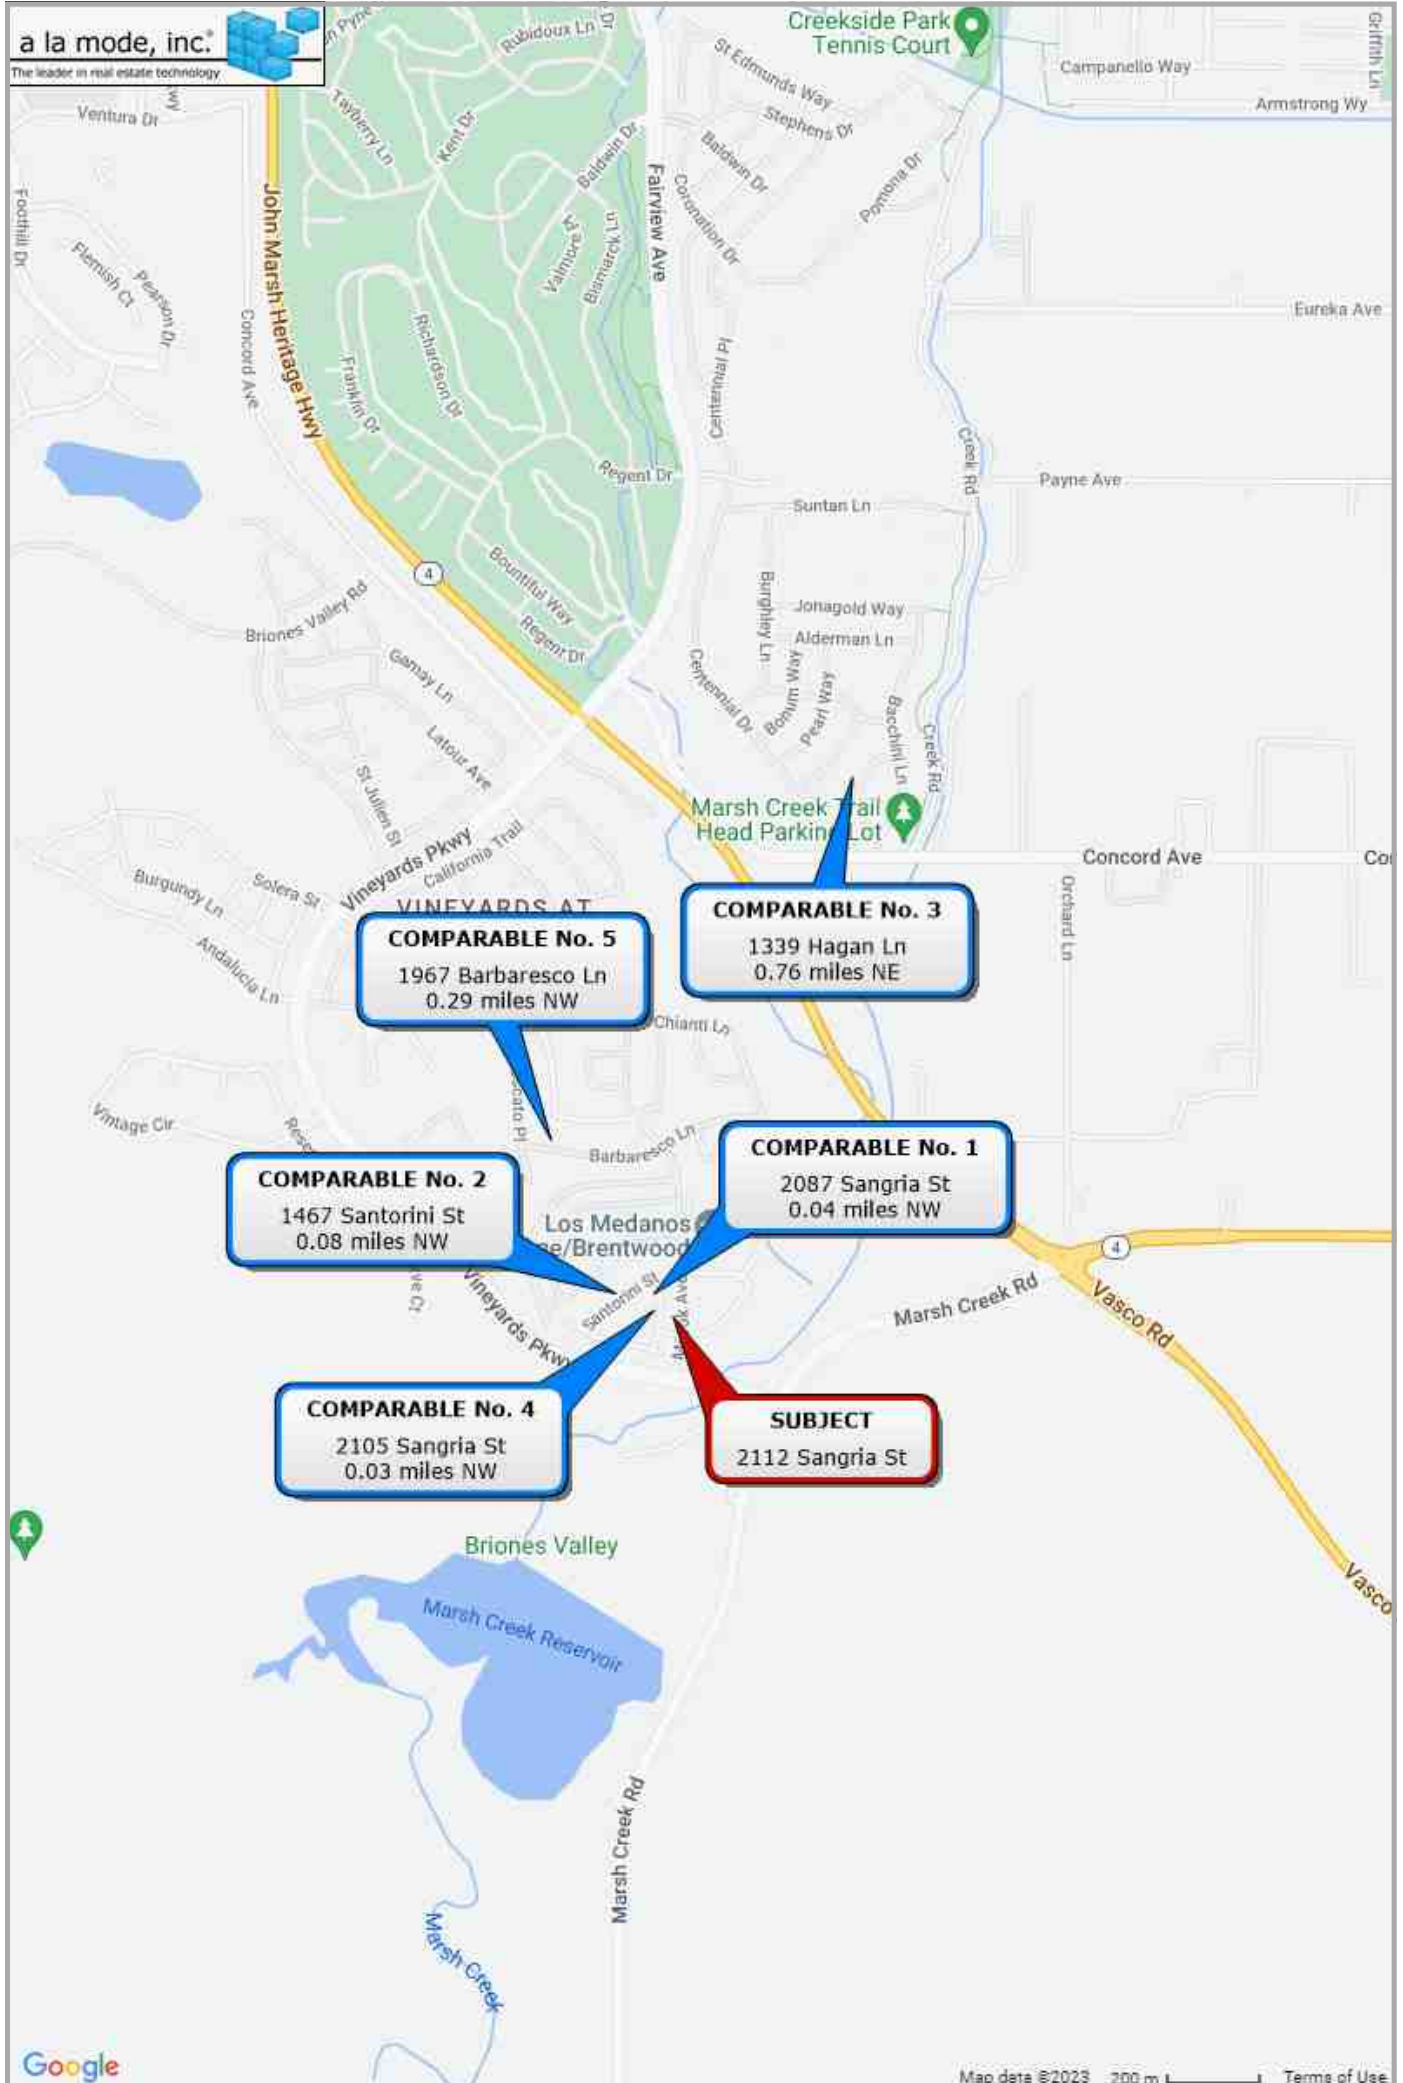 a la mode, inc.®
The leader in real estate technology
Rubidoux Ln
Dr
Creekside Park
Tennis Court
Griffith Ln
St Edmunds Way
Campanello Way
Armstrong Wy
Ventura Dr
Tayberry Ln
Kent Dr
Baldwin Dr
Stephens Dr
Baldwin Dr
Pomona Dr
Fairview Ave
Coronation Dr
Foothill Dr
John Marsh Heritage Hwy
Flemish Ct
Pearson Dr
Valmore Pl
Bismarck Ln
Concord Ave
Eureka Ave
Richardson Dr
Franklin Dr
Centennial Pl
Creek Rd
Regent Dr
Payne Ave
Suntan Ln
4
Bountiful Way
Regent Dr
Briones Valley Rd
Burghley Ln
Jonagold Way
Alderman Ln
Gamay Ln
Centennial Dr
Bonum Way
Pearl Way
Bacchini Ln
Creek Rd
Latour Ave
St Julien St
Marsh Creek Trail
Head Parking Lot
Vineyards Pkwy
California Trail
Concord Ave
Burgundy Ln
Solera St
Orchard Ln
VINEYARDS AT
Andalucia Ln
COMPARABLE No. 3
1339 Hagan Ln
0.76 miles NE
COMPARABLE No. 5
1967 Barbaresco Ln
0.29 miles NW
Chianti Ln
Vintage Cir
Barbaresco Ln
COMPARABLE No. 1
2087 Sangria St
0.04 miles NW
COMPARABLE No. 2
1467 Santorini St
0.08 miles NW
Los Medanos
ge/Brentwood
4
Santorini St
Vineyards Pkwy
Marsh Creek Rd
Vasco Rd
COMPARABLE No. 4
2105 Sangria St
0.03 miles NW
SUBJECT
2112 Sangria St
Briones Valley
Vasco
Marsh Creek Reservoir
Marsh Creek Rd
Marsh Creek
Google
Map data ©2023 200 m Terms of Use